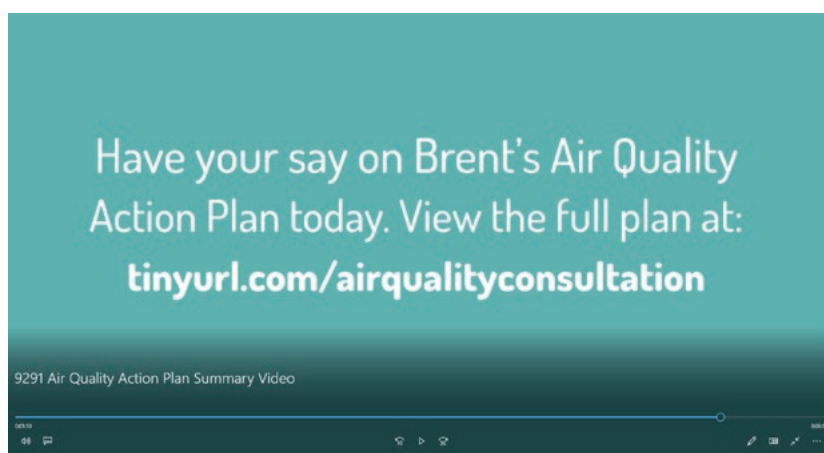 Have your say on Brent's Air Quality
Action Plan today. View the full plan at:
tinyurl.com/airqualityconsultation
9291 Air Quality Action Plan Summary Video